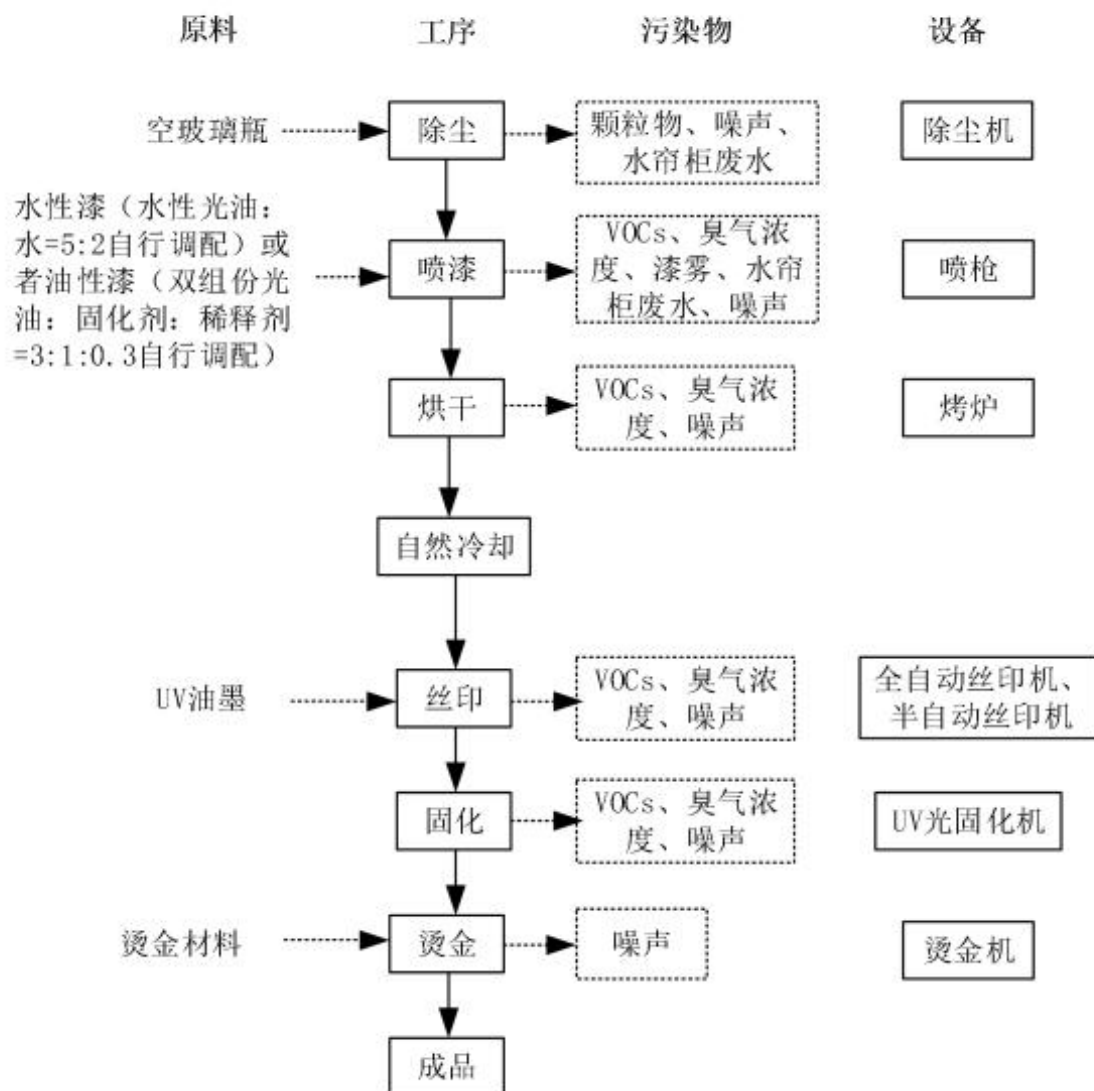 原料 工序 污染物 设备
空玻璃瓶 除尘 颗粒物、噪声、 除尘机
水帘柜废水
水性漆（水性光油：
水=5:2自行调配）或
者油性漆（双组份光
油：固化剂：稀释剂
=3:1:0.3自行调配）
喷漆
VOCs、臭气浓
度、漆雾、水帘
柜废水、噪声
喷枪
烘干
VOCs、臭气浓
度、噪声
烤炉
自然冷却
UV油墨
丝印
VOCs、臭气浓
度、噪声
全自动丝印机、
半自动丝印机
固化
VOCs、臭气浓
度、噪声
UV光固化机
烫金材料 烫金 噪声 烫金机
成品